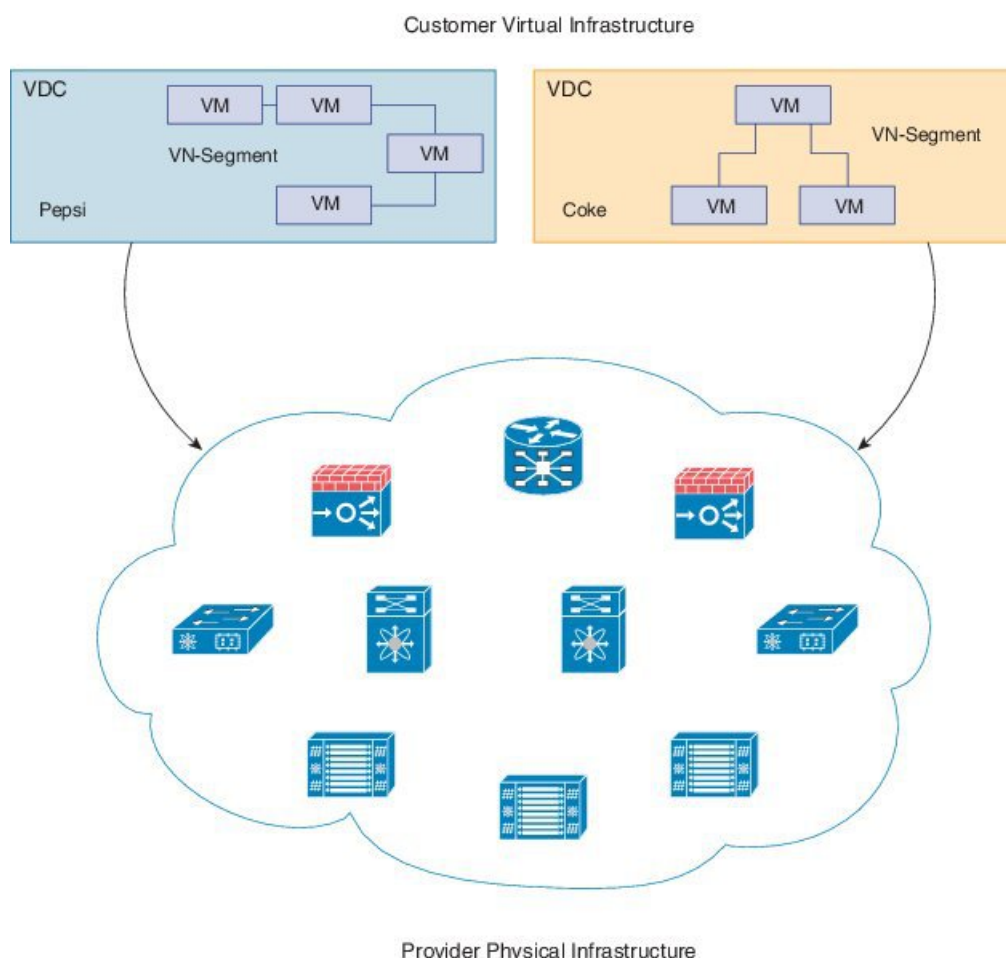 Customer Virtual Infrastructure
VDC
VM
VM
VN-Segment
VM
Pepsi
VM
VDC
VM
VN-Segment
Coke
VM
VM
Provider Physical Infrastructure